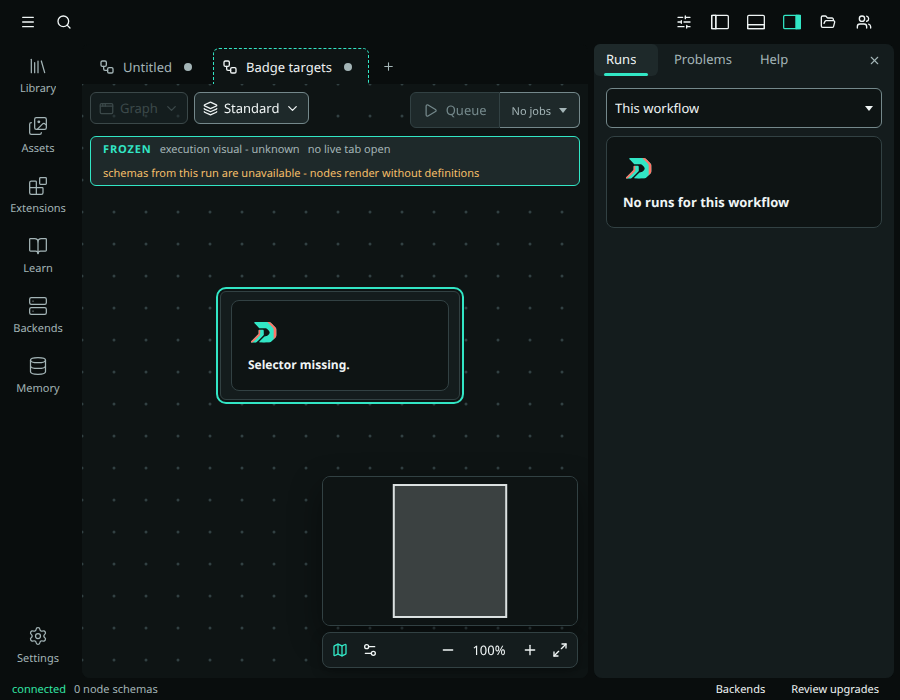 Untitled
Badge targets
Runs
Problems
Help
Library
Assets
Extensions
Learn
Backends
Memory
Settings
Graph
Standard
Queue
No jobs
FROZEN execution visual - unknown no live tab open
schemas from this run are unavailable - nodes render without definitions
Selector missing.
100%
This workflow
No runs for this workflow
connected 0 node schemas
Backends
Review upgrades